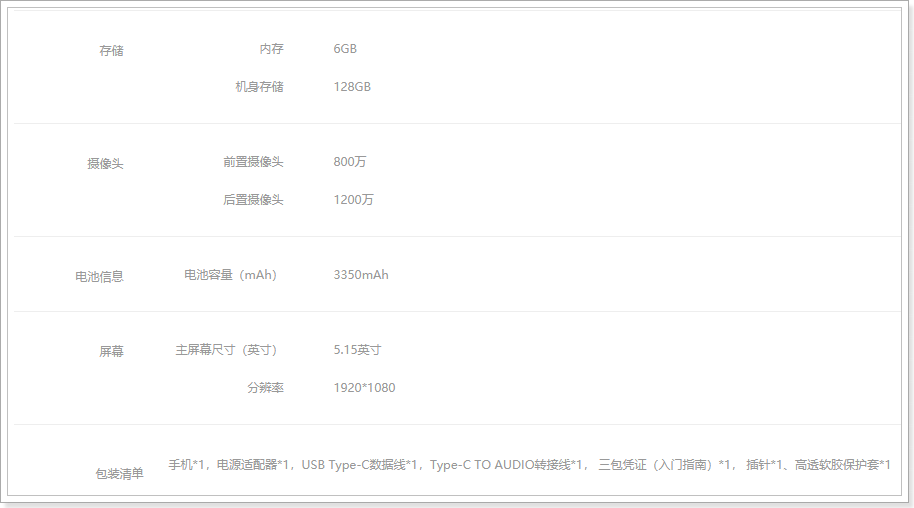 存储 内存 6GB
机身存储 128GB
摄像头 前置摄像头 800万
后置摄像头 1200万
电池信息 电池容量（mAh） 3350mAh
屏幕 主屏幕尺寸（英寸） 5.15英寸
分辨率 1920*1080
包装清单 手机*1，电源适配器*1，USB Type-C数据线*1，Type-C TO AUDIO转接线*1， 三包凭证（入门指南）*1， 插针*1、高透软胶保护套*1